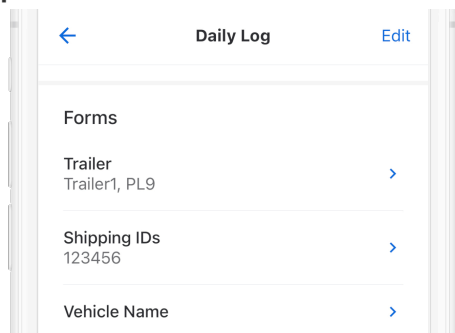 Daily Log
Edit
Forms
Trailer
Trailer1, PL9
Shipping IDs
123456
Vehicle Name